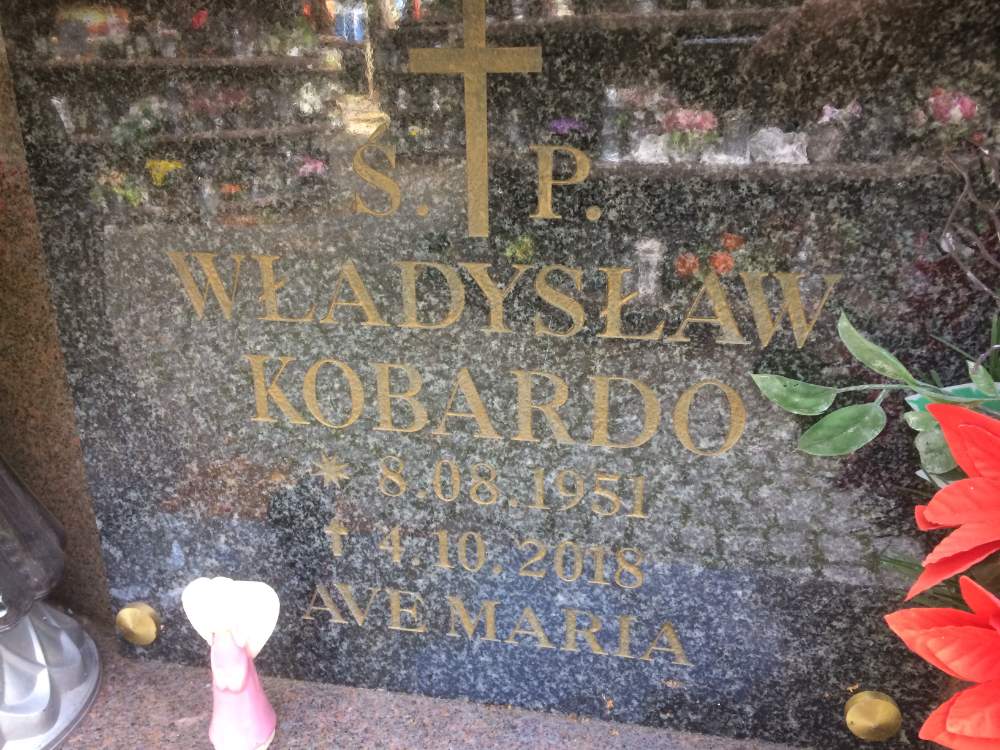 Ś. P.
WŁADYSŁAW
KOBARDO
* 8.08.1951
† 4.10.2018
AVE MARIA